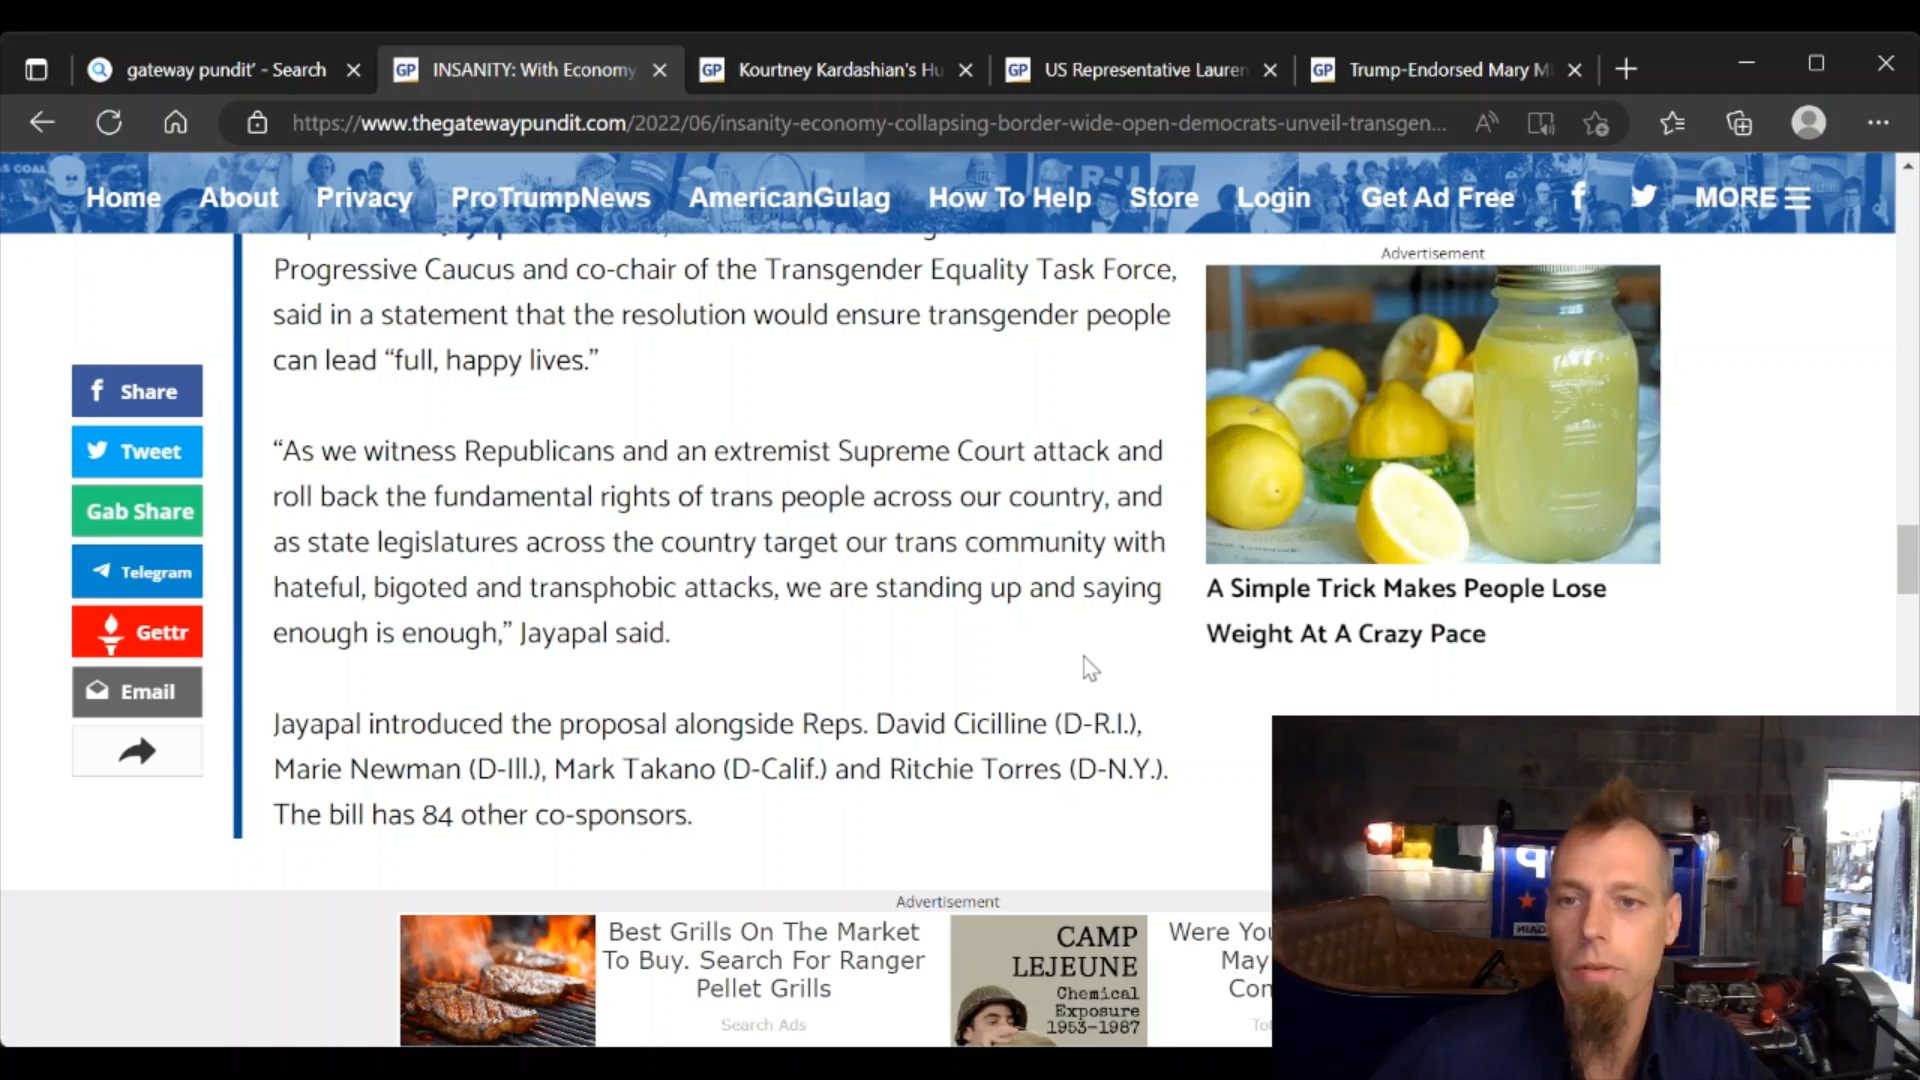 gateway pundit' - Search
GP INSANITY: With Economy
GP Kourtney Kardashian's Hu
GP US Representative Lauren
GP Trump-Endorsed Mary Mi
https://www.thegatewaypundit.com/2022/06/insanity-economy-collapsing-border-wide-open-democrats-unveil-transgen...
Home About Privacy ProTrumpNews AmericanGulag How To Help Store Login Get Ad Free MORE
Progressive Caucus and co-chair of the Transgender Equality Task Force,
said in a statement that the resolution would ensure transgender people
can lead “full, happy lives.”
“As we witness Republicans and an extremist Supreme Court attack and
roll back the fundamental rights of trans people across our country, and
as state legislatures across the country target our trans community with
hateful, bigoted and transphobic attacks, we are standing up and saying
enough is enough,” Jayapal said.
Jayapal introduced the proposal alongside Reps. David Cicilline (D-R.I.),
Marie Newman (D-Ill.), Mark Takano (D-Calif.) and Ritchie Torres (D-N.Y.).
The bill has 84 other co-sponsors.
Share
Tweet
Gab Share
Telegram
Gettr
Email
Advertisement
A Simple Trick Makes People Lose
Weight At A Crazy Pace
Advertisement
Best Grills On The Market
To Buy. Search For Ranger
Pellet Grills
Search Ads
CAMP
LEJEUNE
Chemical
Exposure
1953-1987
Were You
May
Con